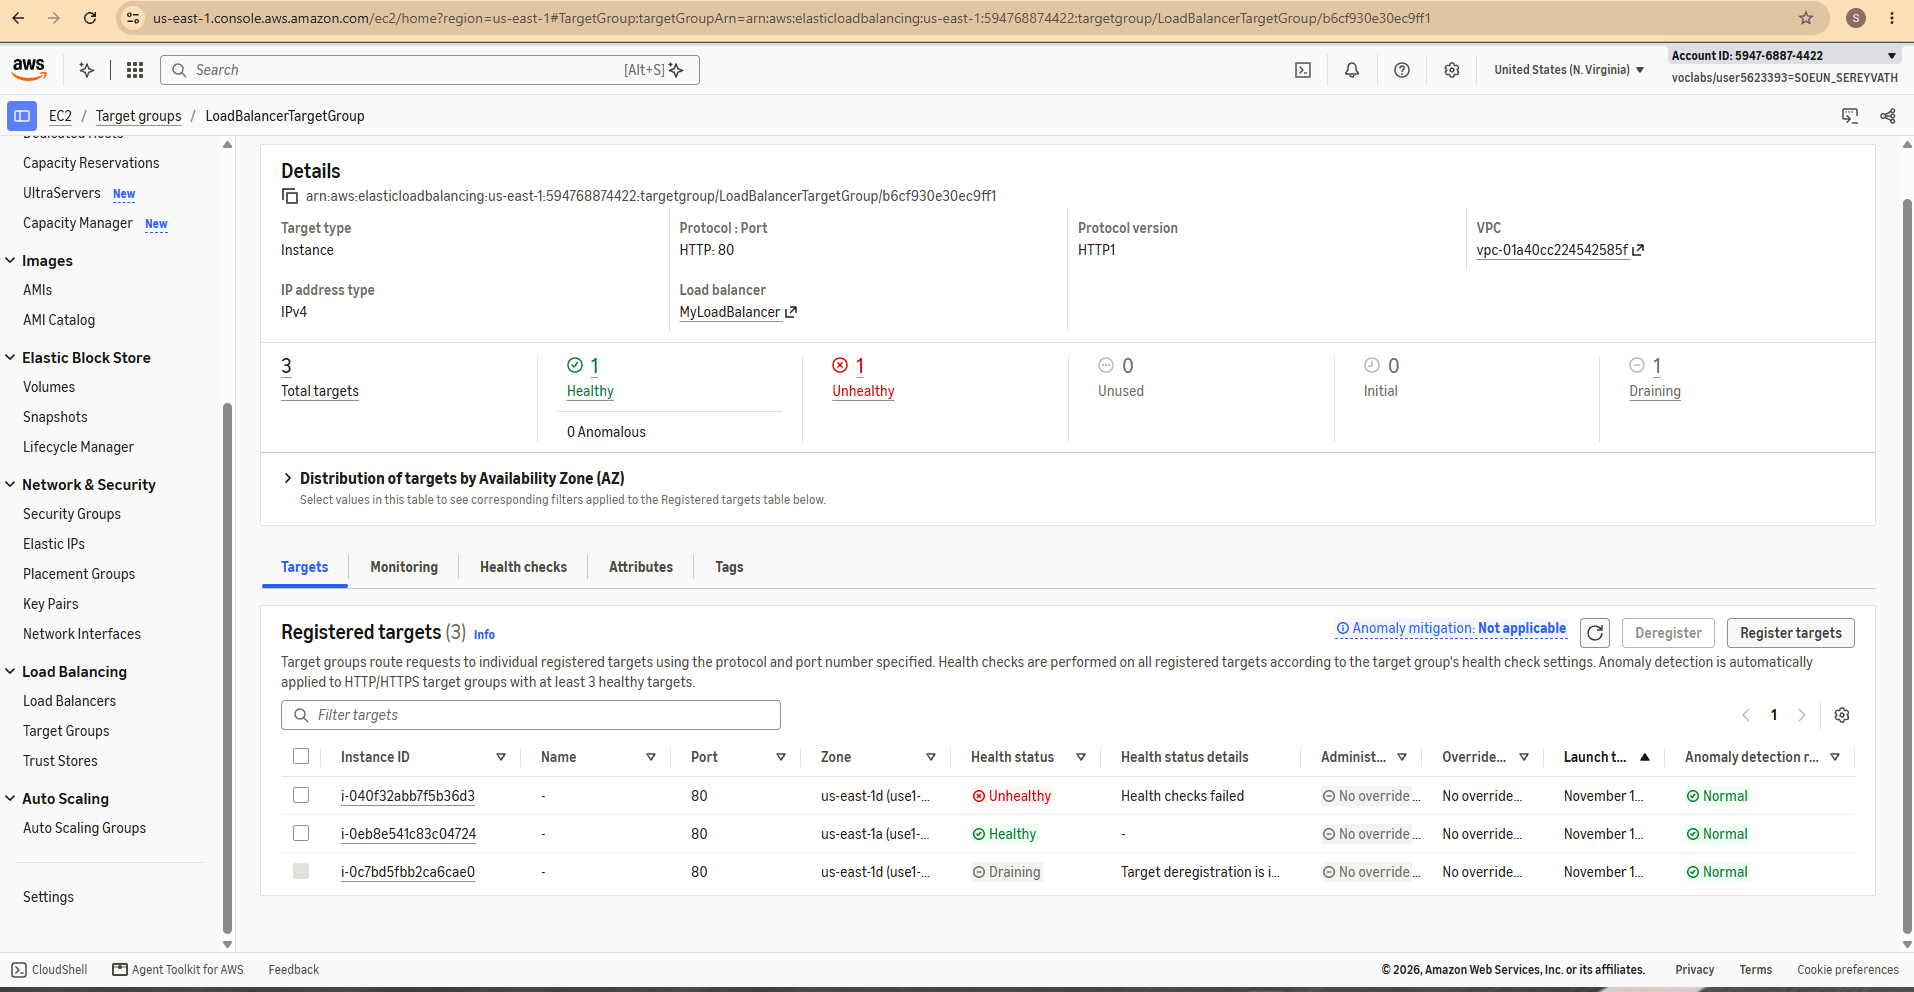 us-east-1.console.aws.amazon.com/ec2/home?region=us-east-1#TargetGroup:targetGroupArn=arn:aws:elasticloadbalancing:us-east-1:594768874422:targetgroup/LoadBalancerTargetGroup/b6cf930e30ec9ff1
S
aws
Search
[Alt+S]
United States (N. Virginia)
Account ID: 5947-6887-4422
voclabs/user5623393=SOEUN_SEREYVATH
EC2 / Target groups / LoadBalancerTargetGroup
Dedicated Hosts
Capacity Reservations
UltraServers New
Capacity Manager New
Images
AMIs
AMI Catalog
Elastic Block Store
Volumes
Snapshots
Lifecycle Manager
Network & Security
Security Groups
Elastic IPs
Placement Groups
Key Pairs
Network Interfaces
Load Balancing
Load Balancers
Target Groups
Trust Stores
Auto Scaling
Auto Scaling Groups
Settings
Details
arn:aws:elasticloadbalancing:us-east-1:594768874422:targetgroup/LoadBalancerTargetGroup/b6cf930e30ec9ff1
Target type
Instance
Protocol : Port
HTTP: 80
Protocol version
HTTP1
VPC
vpc-01a40cc224542585f
IP address type
IPv4
Load balancer
MyLoadBalancer
3
Total targets
1
Healthy
0 Anomalous
1
Unhealthy
0
Unused
0
Initial
1
Draining
Distribution of targets by Availability Zone (AZ)
Select values in this table to see corresponding filters applied to the Registered targets table below.
Targets Monitoring Health checks Attributes Tags
Registered targets (3) Info
Anomaly mitigation: Not applicable
Deregister
Register targets
Target groups route requests to individual registered targets using the protocol and port number specified. Health checks are performed on all registered targets according to the target group's health check settings. Anomaly detection is automatically
applied to HTTP/HTTPS target groups with at least 3 healthy targets.
Filter targets
1
Instance ID Name Port Zone Health status Health status details Administ... Override... Launch t... Anomaly detection r...
i-040f32abb7f5b36d3 - 80 us-east-1d (use1-... Unhealthy Health checks failed No override ... No override... November 1... Normal
i-0eb8e541c83c04724 - 80 us-east-1a (use1-... Healthy - No override ... No override... November 1... Normal
i-0c7bd5fbb2ca6cae0 - 80 us-east-1d (use1-... Draining Target deregistration is i... No override ... No override... November 1... Normal
CloudShell Agent Toolkit for AWS Feedback
© 2026, Amazon Web Services, Inc. or its affiliates. Privacy Terms Cookie preferences